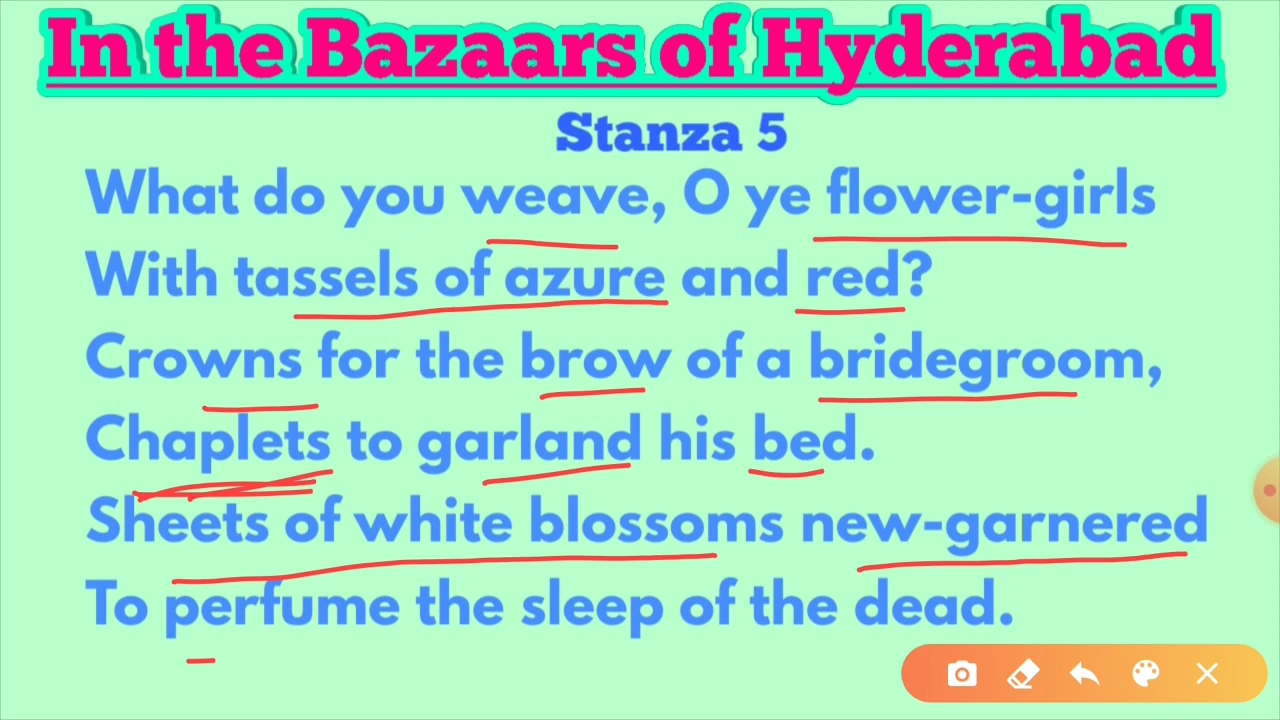 In the Bazaars of Hyderabad
Stanza 5
What do you weave, O ye flower-girls
With tassels of azure and red?
Crowns for the brow of a bridegroom,
Chaplets to garland his bed.
Sheets of white blossoms new-garnered
To perfume the sleep of the dead.